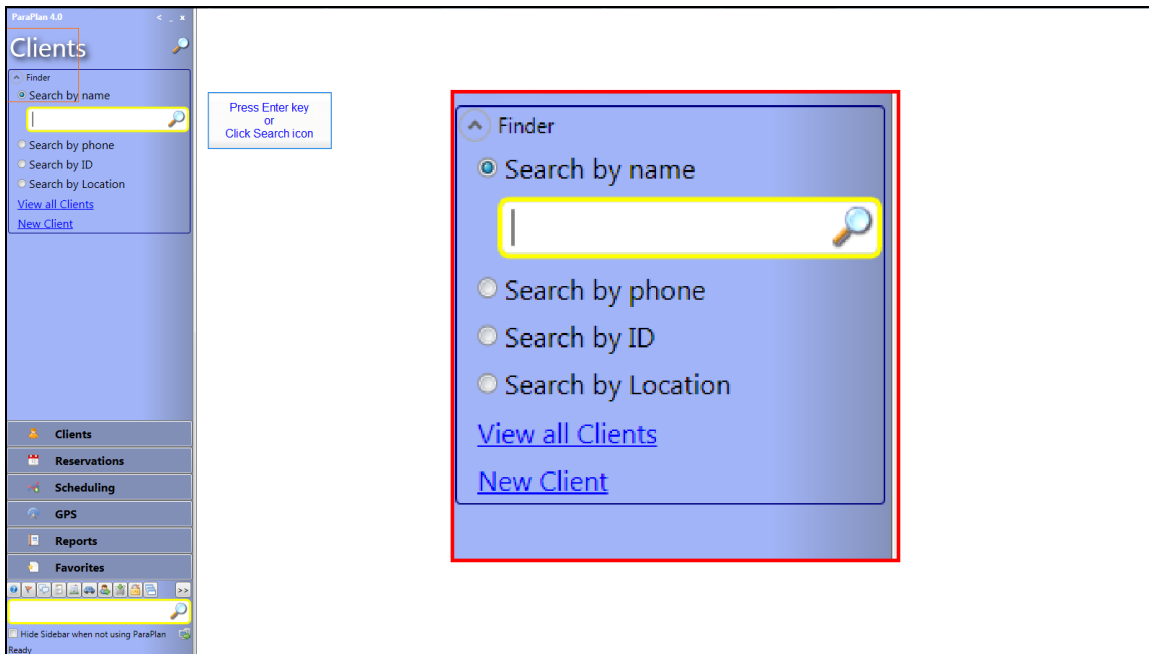 ParaPlan 4.0 < _ x
Clients
Finder
Search by name
Search by phone
Search by ID
Search by Location
View all Clients
New Client
Press Enter key
or
Click Search icon
Finder
Search by name
Search by phone
Search by ID
Search by Location
View all Clients
New Client
Clients
Reservations
Scheduling
GPS
Reports
Favorites
>>
Hide Sidebar when not using ParaPlan
Ready